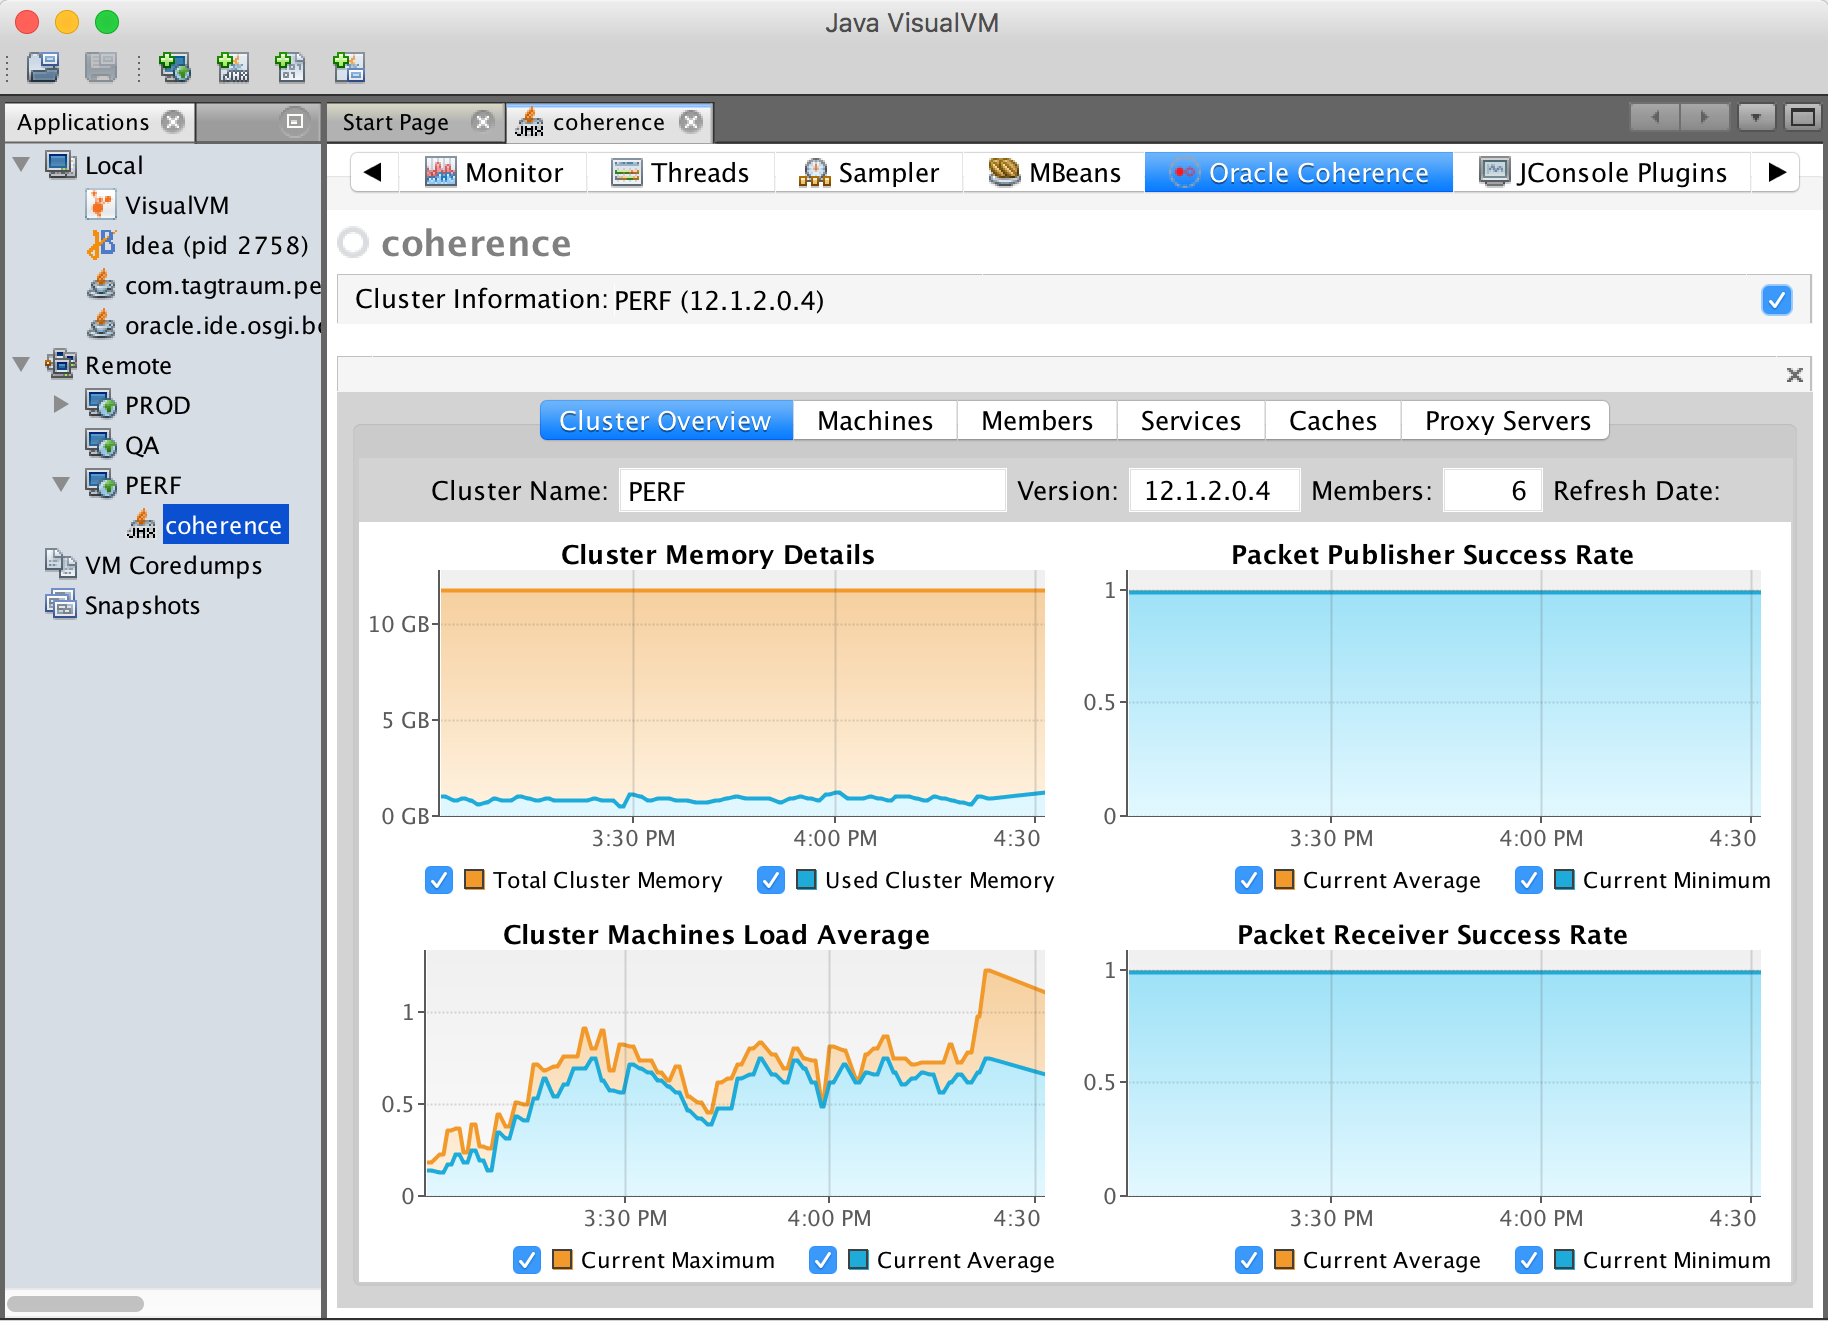 Java VisualVM
Applications
Start Page
coherence
Local
VisualVM
Idea (pid 2758)
com.tagtraum.pe
oracle.ide.osgi.bo
Remote
PROD
QA
PERF
coherence
VM Coredumps
Snapshots
Monitor
Threads
Sampler
MBeans
Oracle Coherence
JConsole Plugins
coherence
Cluster Information: PERF (12.1.2.0.4)
Cluster Overview
Machines
Members
Services
Caches
Proxy Servers
Cluster Name: PERF
Version: 12.1.2.0.4
Members: 6
Refresh Date:
Cluster Memory Details
10 GB
5 GB
0 GB
3:30 PM
4:00 PM
4:30
Total Cluster Memory
Used Cluster Memory
Packet Publisher Success Rate
1
0.5
0
3:30 PM
4:00 PM
4:30
Current Average
Current Minimum
Cluster Machines Load Average
1
0.5
0
3:30 PM
4:00 PM
4:30
Current Maximum
Current Average
Packet Receiver Success Rate
1
0.5
0
3:30 PM
4:00 PM
4:30
Current Average
Current Minimum